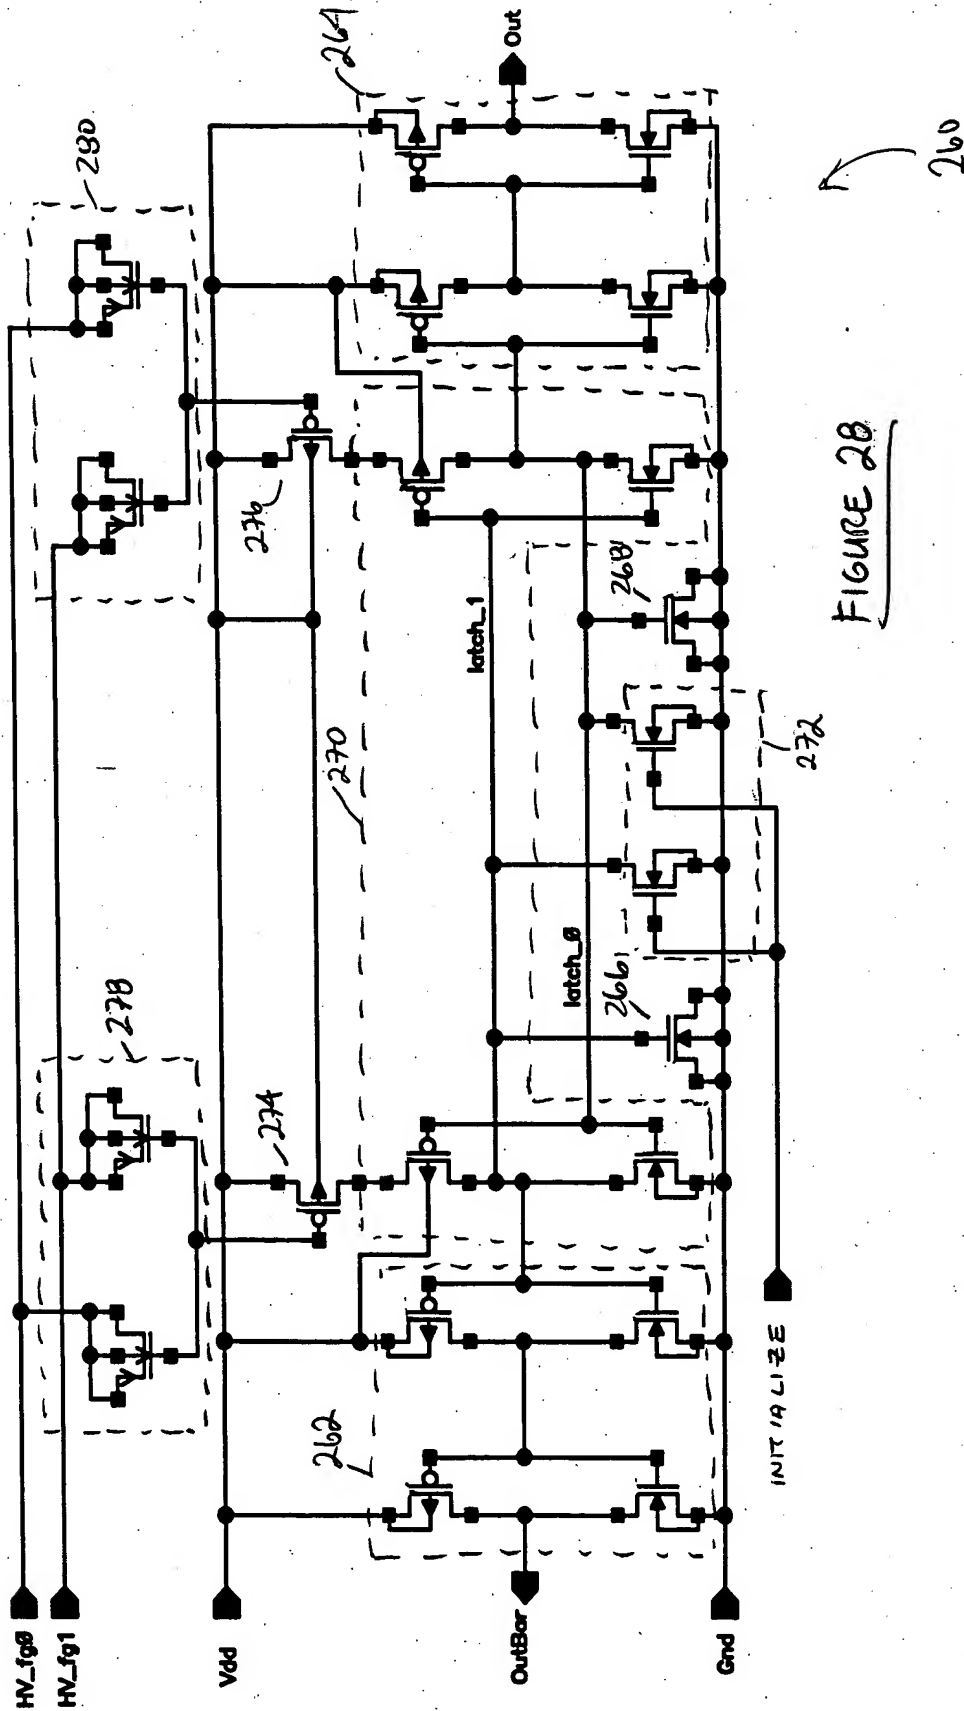 HV_fg0
HV_fg1
278
280
Vdd
274
276
262
270
264
OutBar
Out
latch_1
latch_0
266
268
272
Gnd
INITIALIZE
FIGURE 28
260